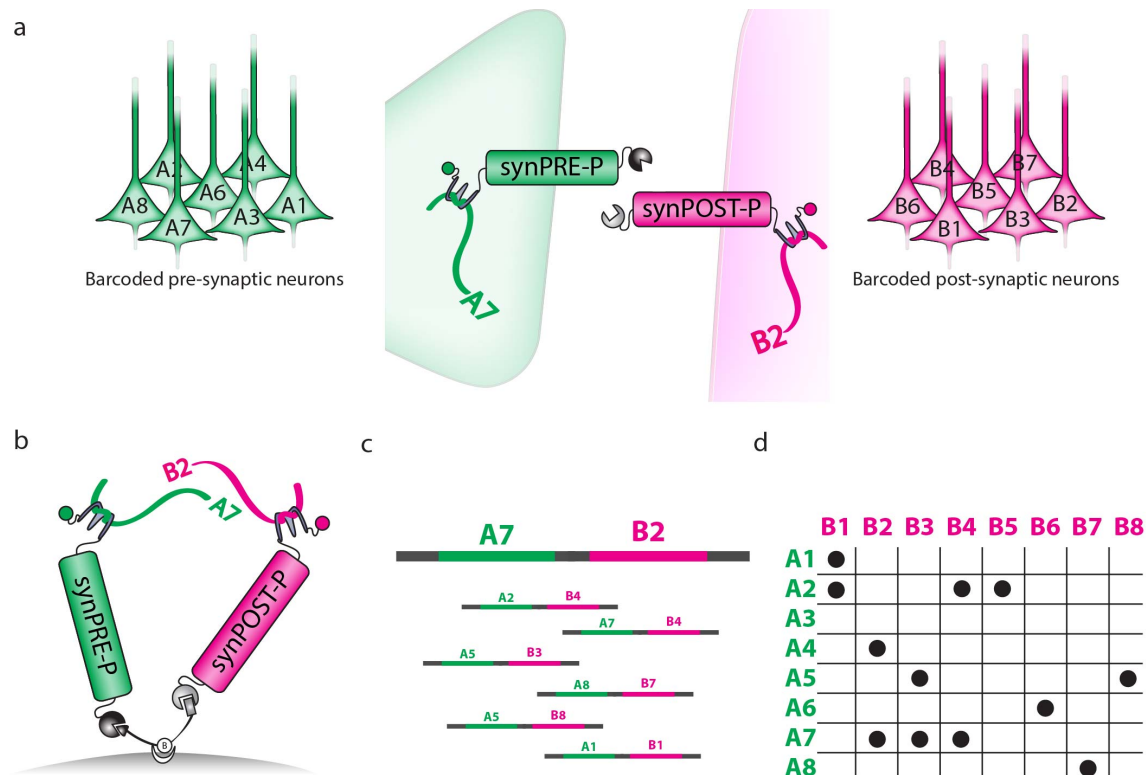 a
A2
A4
A6
A8
A3
A1
A7
Barcoded pre-synaptic neurons
synPRE-P
synPOST-P
A7
B2
B4
B7
B5
B6
B3
B2
B1
Barcoded post-synaptic neurons
b
B2
A7
synPRE-P
synPOST-P
B
c
A7 B2
A2 B4
A7 B4
A5 B3
A8 B7
A5 B8
A1 B1
d
B1 B2 B3 B4 B5 B6 B7 B8
A1
A2
A3
A4
A5
A6
A7
A8